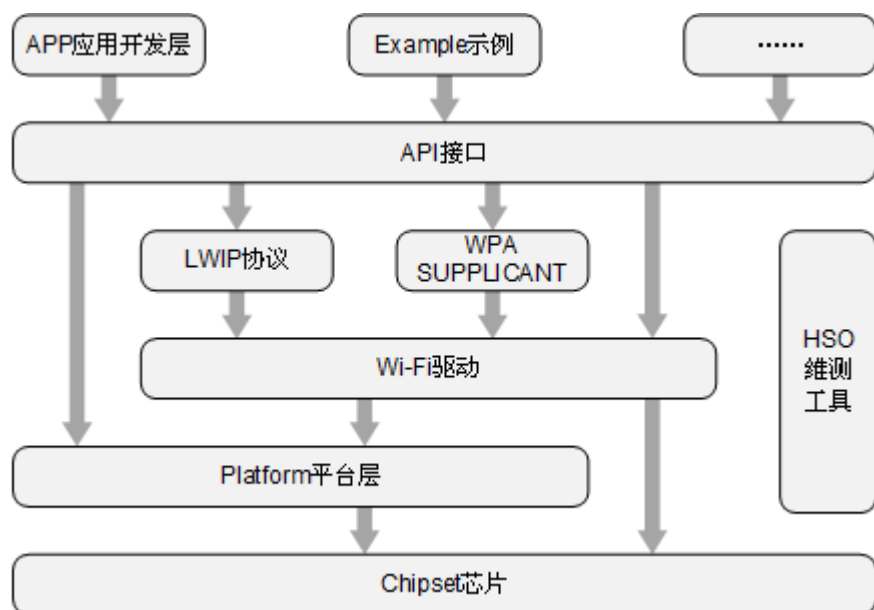 APP应用开发层
Example示例
······
API接口
LWIP协议
WPA
SUPPLICANT
HSO
维测
工具
Wi-Fi驱动
Platform平台层
Chipset芯片